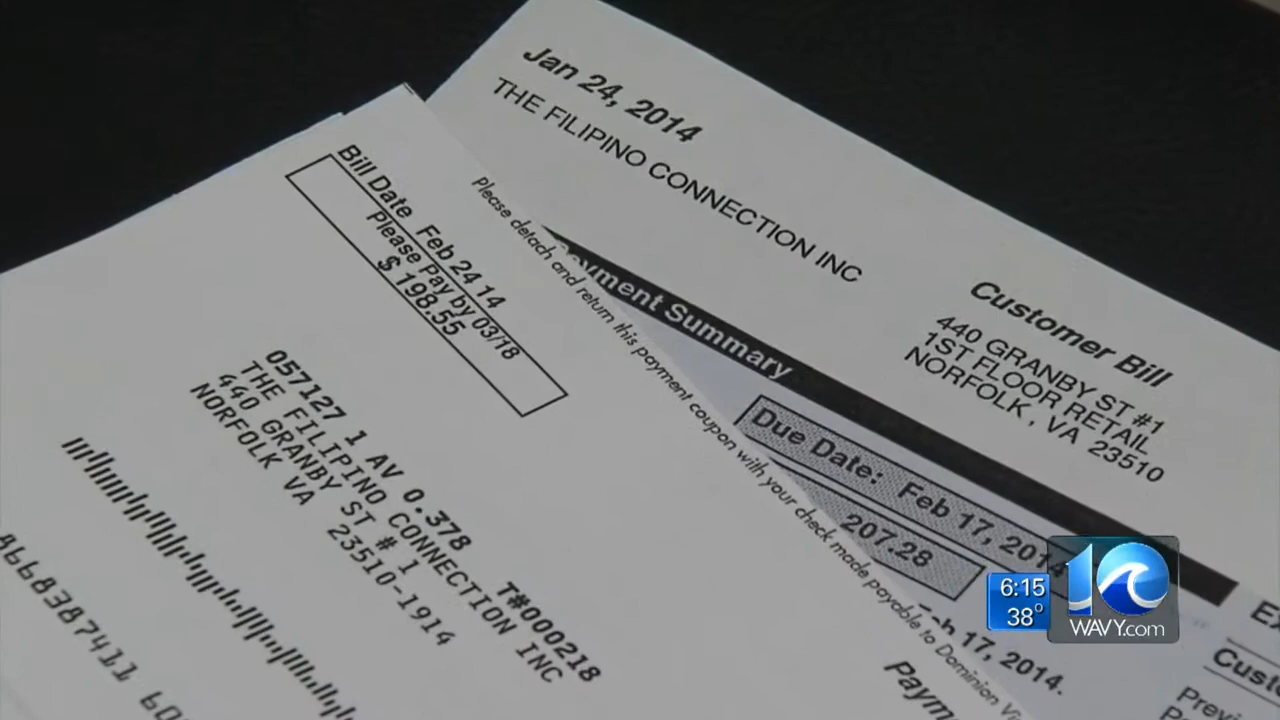 Jan 24, 2014
THE FILIPINO CONNECTION INC
Customer Bill
440 GRANBY ST #1
1ST FLOOR RETAIL
NORFOLK , VA 23510
Payment Summary
Due Date: Feb 17, 2014
207.28
17, 2014.
Bill Date Feb 24 14
Please Pay by 03/18
$ 198.55
Please detach and return this payment coupon with your check made payable to Dominion
057127 1 AV 0.378
T#000218
THE FILIPINO CONNECTION INC
440 GRANBY ST # 1
NORFOLK VA 23510-1914
6:15
38°
10
WAVY.com